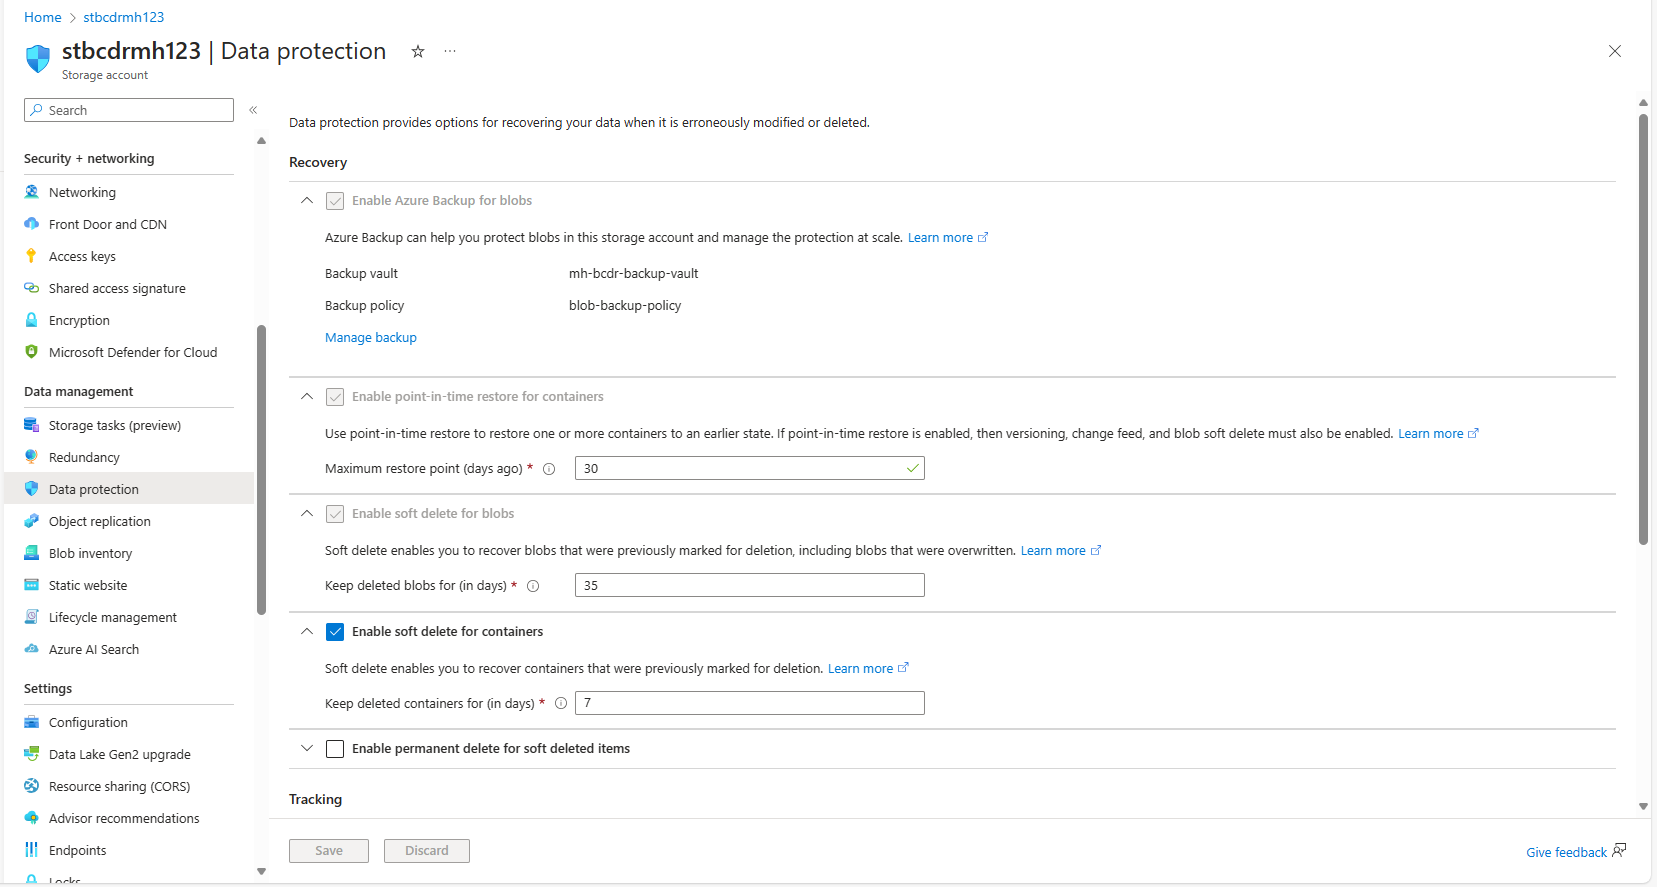 Home > stbcdrmh123
stbcdrmh123 | Data protection
Storage account
Search
Security + networking
Networking
Front Door and CDN
Access keys
Shared access signature
Encryption
Microsoft Defender for Cloud
Data management
Storage tasks (preview)
Redundancy
Data protection
Object replication
Blob inventory
Static website
Lifecycle management
Azure AI Search
Settings
Configuration
Data Lake Gen2 upgrade
Resource sharing (CORS)
Advisor recommendations
Endpoints
Locks
Data protection provides options for recovering your data when it is erroneously modified or deleted.
Recovery
Enable Azure Backup for blobs
Azure Backup can help you protect blobs in this storage account and manage the protection at scale. Learn more
Backup vault mh-bcdr-backup-vault
Backup policy blob-backup-policy
Manage backup
Enable point-in-time restore for containers
Use point-in-time restore to restore one or more containers to an earlier state. If point-in-time restore is enabled, then versioning, change feed, and blob soft delete must also be enabled. Learn more
Maximum restore point (days ago) * 30
Enable soft delete for blobs
Soft delete enables you to recover blobs that were previously marked for deletion, including blobs that were overwritten. Learn more
Keep deleted blobs for (in days) * 35
Enable soft delete for containers
Soft delete enables you to recover containers that were previously marked for deletion. Learn more
Keep deleted containers for (in days) * 7
Enable permanent delete for soft deleted items
Tracking
Save Discard
Give feedback